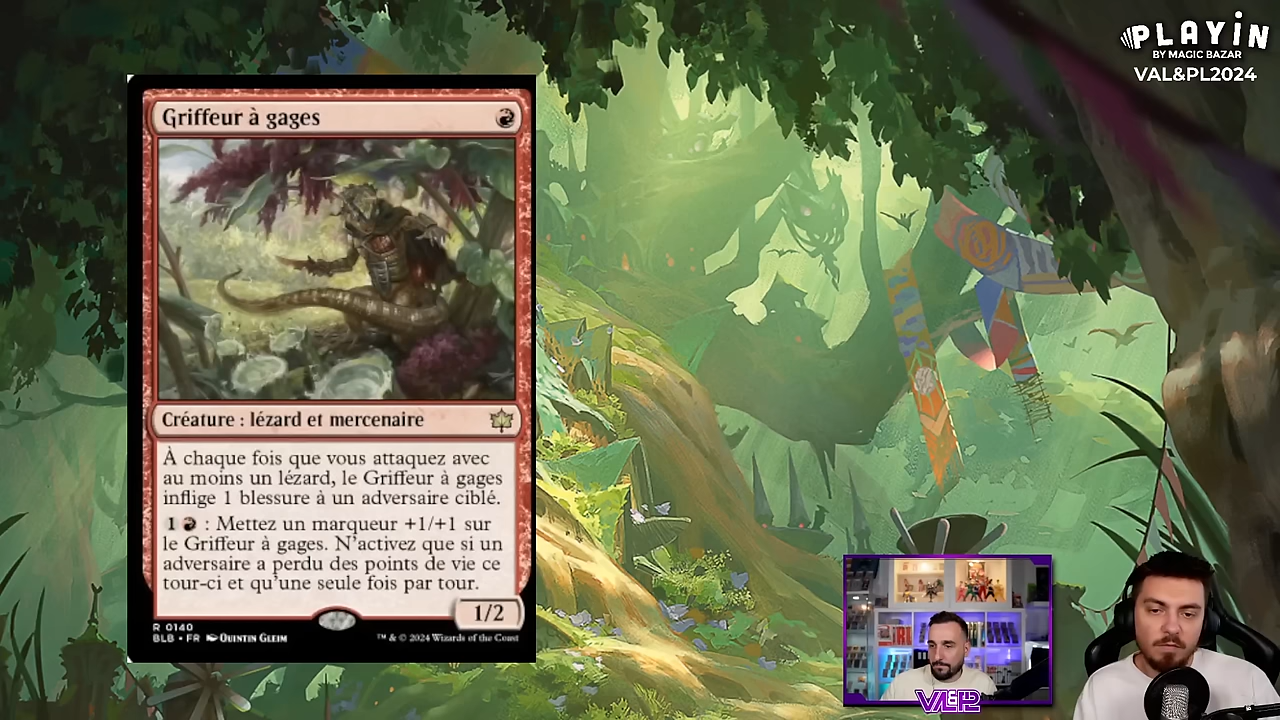 Griffeur à gages
Créature : lézard et mercenaire
À chaque fois que vous attaquez avec
au moins un lézard, le Griffeur à gages
inflige 1 blessure à un adversaire ciblé.
1 : Mettez un marqueur +1/+1 sur
le Griffeur à gages. N'activez que si un
adversaire a perdu des points de vie ce
tour-ci et qu'une seule fois par tour.
1/2
R 0140
BLB • FR Quintin Gleim
™ & © 2024 Wizards of the Coast
PLAYIN
BY MAGIC BAZAR
VAL&PL2024